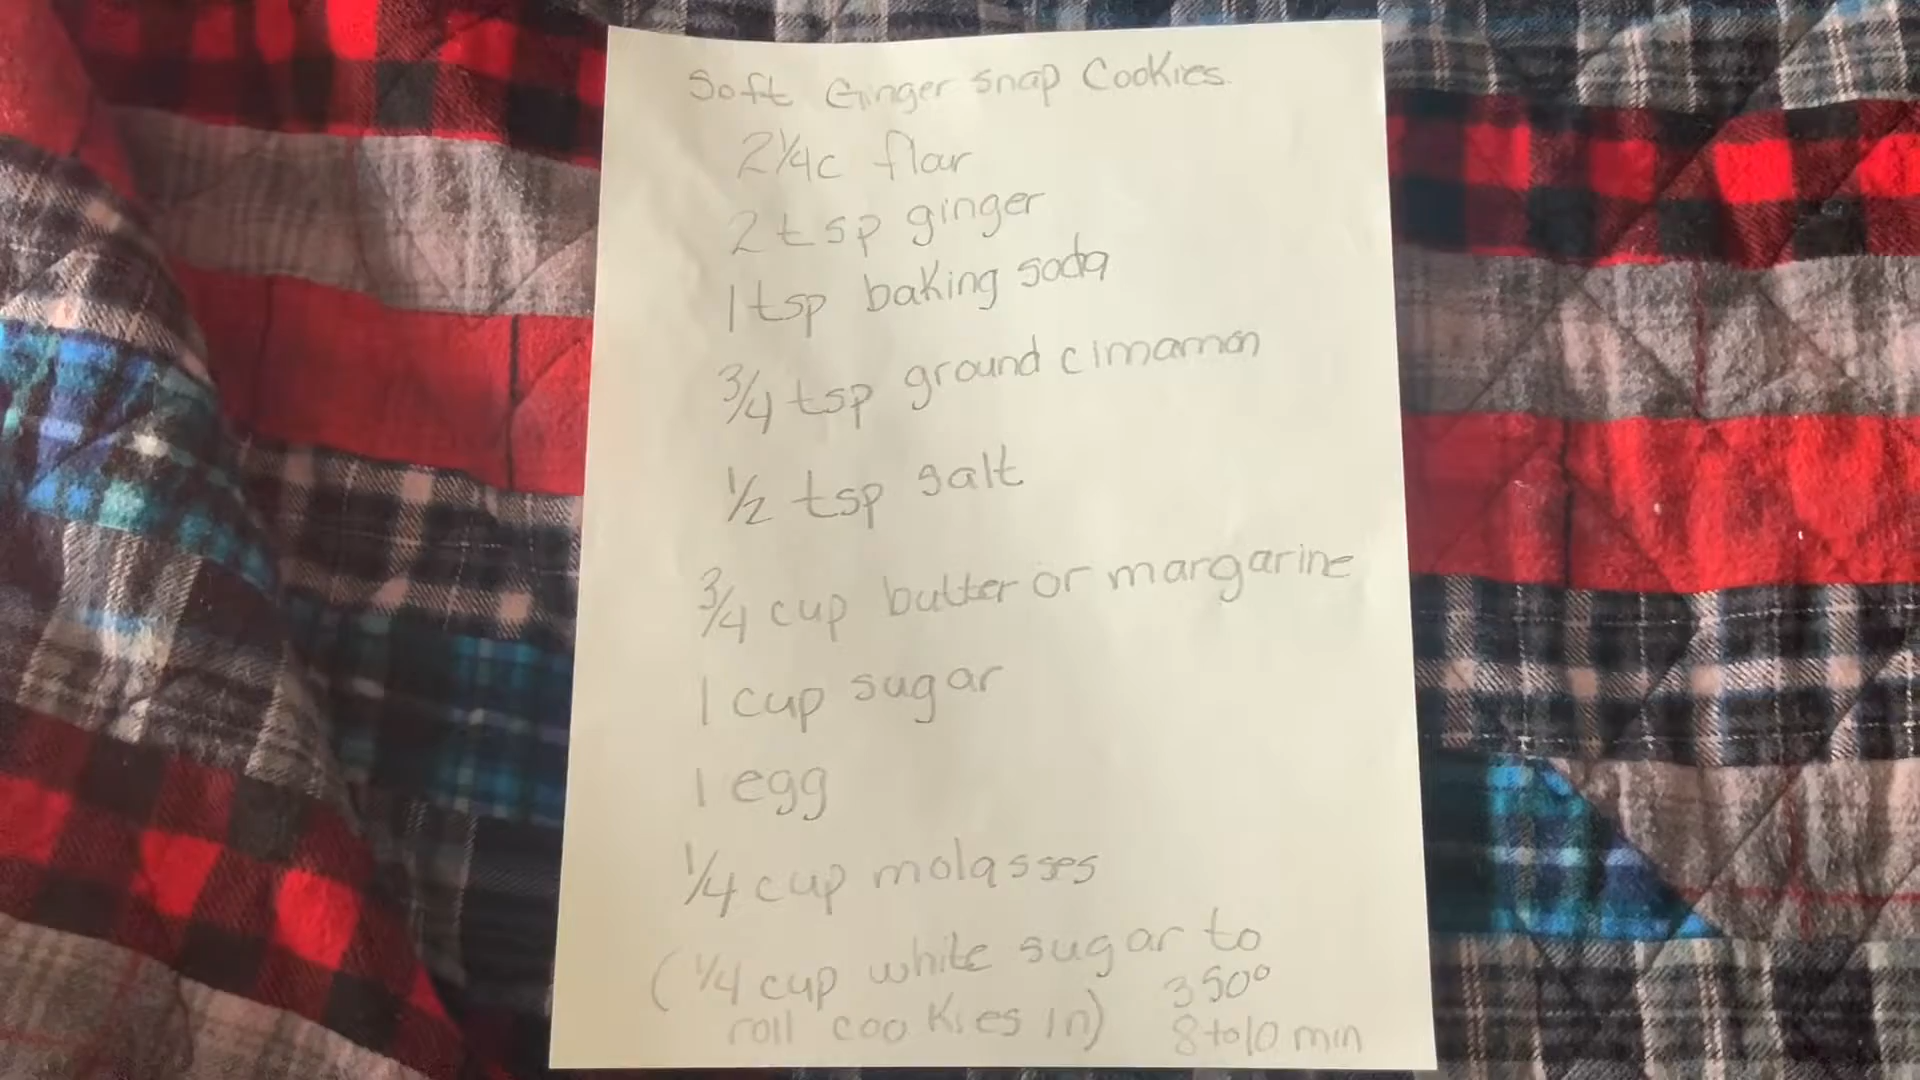 Soft Ginger Snap Cookies
2 1/4c flour
2 tsp ginger
1 tsp baking soda
3/4 tsp ground cinnamon
1/2 tsp salt
3/4 cup butter or margarine
1 cup sugar
1 egg
1/4 cup molasses
(1/4 cup white sugar to
roll cookies in)
350°
8 to 10 min